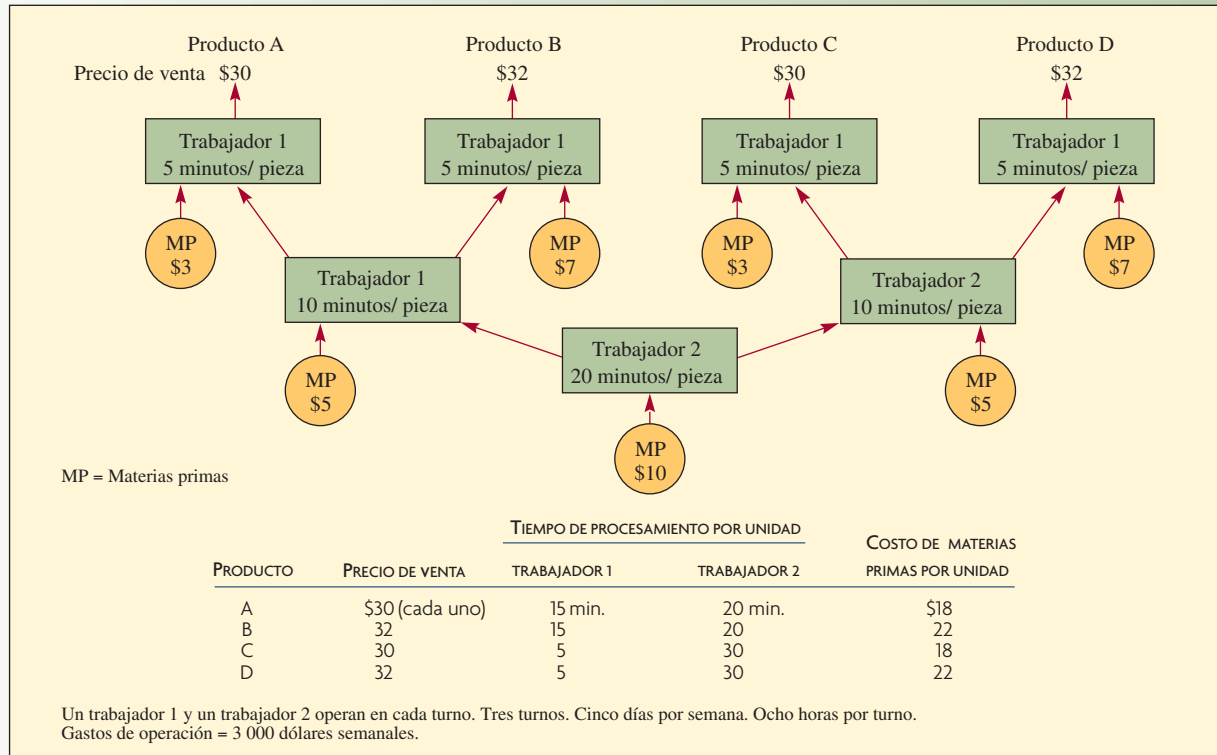 Producto A
Producto B
Producto C
Producto D
Precio de venta $30
$32
$30
$32
Trabajador 1
5 minutos/ pieza
Trabajador 1
5 minutos/ pieza
Trabajador 1
5 minutos/ pieza
Trabajador 1
5 minutos/ pieza
MP
$3
MP
$7
MP
$3
MP
$7
Trabajador 1
10 minutos/ pieza
Trabajador 2
10 minutos/ pieza
Trabajador 2
20 minutos/ pieza
MP
$5
MP
$5
MP
$10
MP = Materias primas
TIEMPO DE PROCESAMIENTO POR UNIDAD
COSTO DE MATERIAS
PRODUCTO PRECIO DE VENTA TRABAJADOR 1 TRABAJADOR 2 PRIMAS POR UNIDAD
A $30 (cada uno) 15 min. 20 min. $18
B 32 15 20 22
C 30 5 30 18
D 32 5 30 22
Un trabajador 1 y un trabajador 2 operan en cada turno. Tres turnos. Cinco días por semana. Ocho horas por turno.
Gastos de operación = 3 000 dólares semanales.